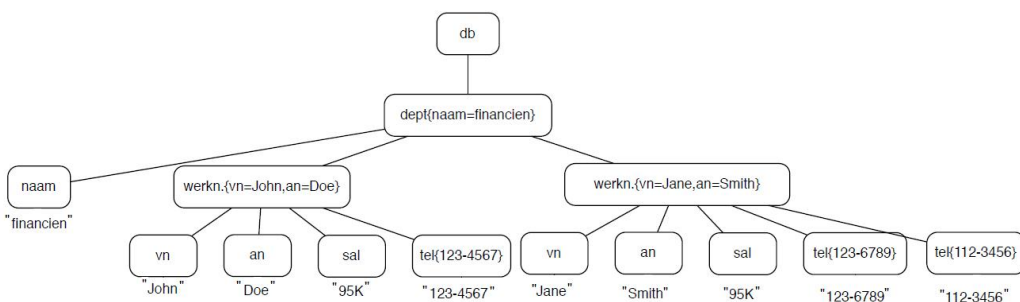 db
dept{naam=financien}
naam
"financien"
werkn.{vn=John,an=Doe}
werkn.{vn=Jane,an=Smith}
vn
an
sal
tel{123-4567}
vn
an
sal
tel{123-6789}
tel{112-3456}
"John"
"Doe"
"95K"
"123-4567"
"Jane"
"Smith"
"95K"
"123-6789"
"112-3456"